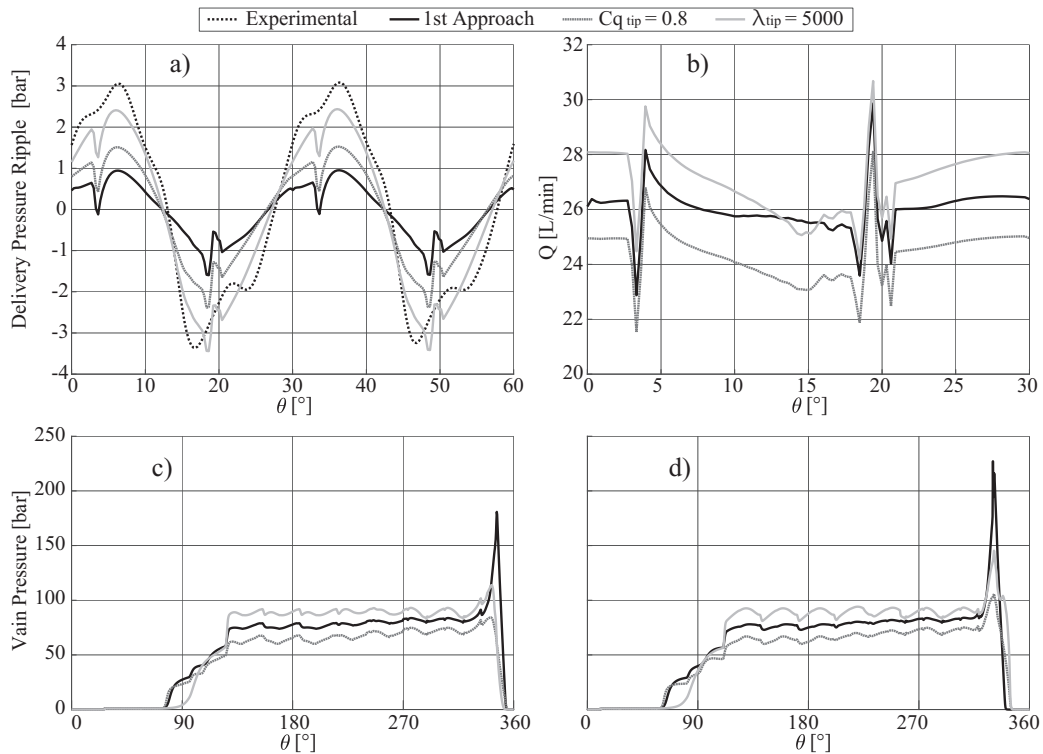 Experimental 1st Approach Cq tip = 0.8 λtip = 5000
a)
Delivery Pressure Ripple [bar]
4
3
2
1
0
-1
-2
-3
-4
0 10 20 30 40 50 60
θ [°]
b)
Q [L/min]
32
30
28
26
24
22
20
0 5 10 15 20 25 30
θ [°]
c)
Vain Pressure [bar]
250
200
150
100
50
0
0 90 180 270 360
θ [°]
d)
0 90 180 270 360
θ [°]